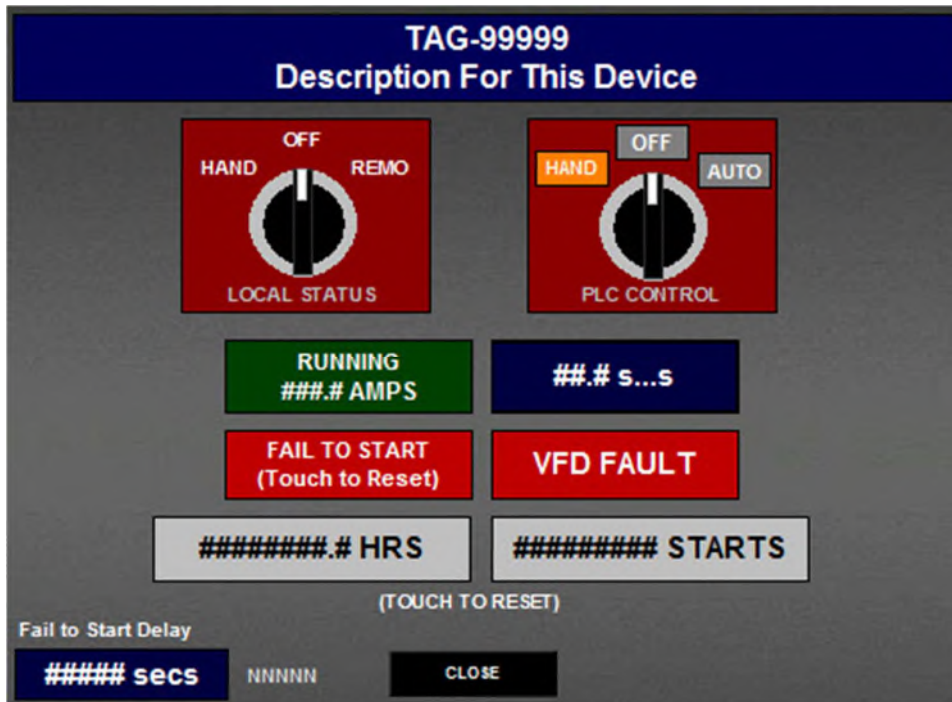 TAG-99999
Description For This Device
OFF
HAND
REMO
LOCAL STATUS
OFF
HAND
AUTO
PLC CONTROL
RUNNING
###.# AMPS
##.# s...s
FAIL TO START
(Touch to Reset)
VFD FAULT
########.# HRS
######### STARTS
(TOUCH TO RESET)
Fail to Start Delay
##### secs
NNNNN
CLOSE